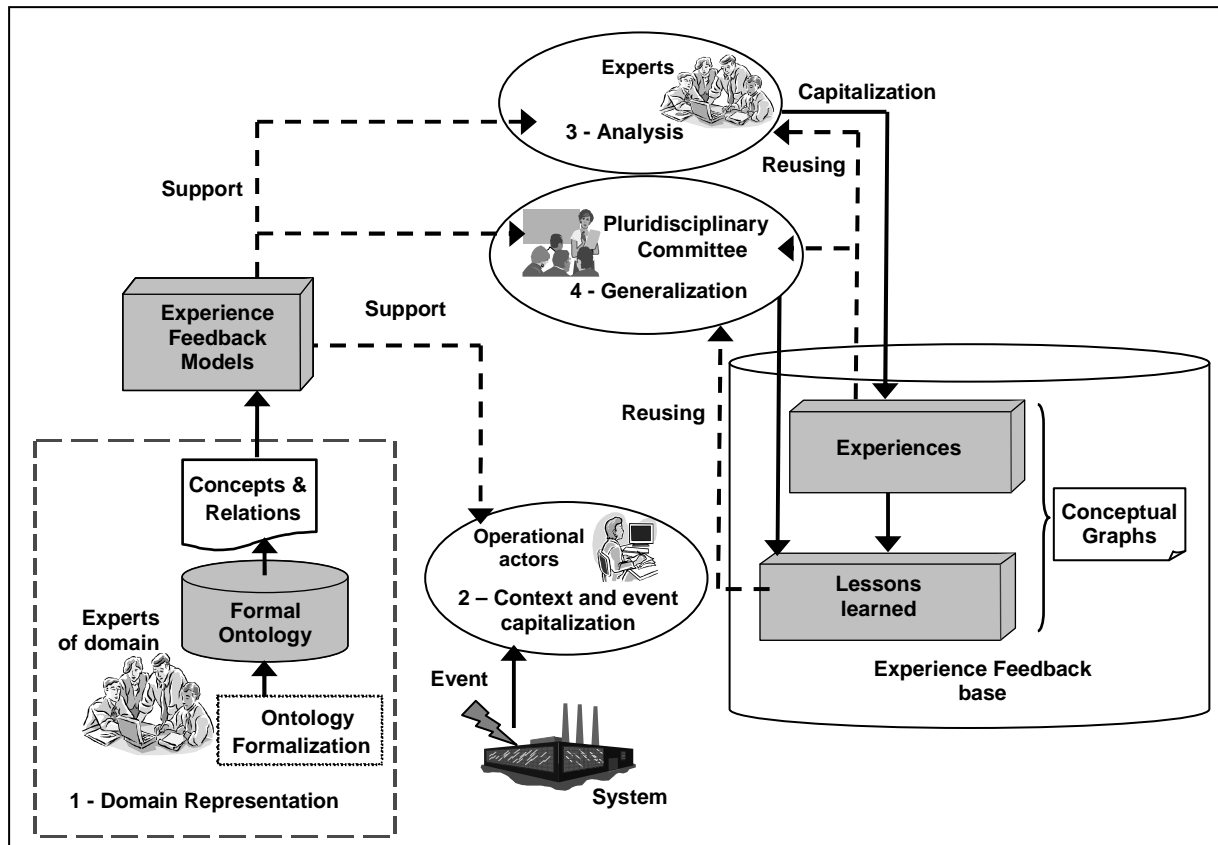 Experts
3 - Analysis
Capitalization
Reusing
Support
Pluridisciplinary
Committee
4 - Generalization
Experience
Feedback
Models
Support
Reusing
Experiences
Conceptual
Graphs
Lessons
learned
Experience Feedback
base
Concepts &
Relations
Formal
Ontology
Experts
of domain
Ontology
Formalization
1 - Domain Representation
Operational
actors
2 – Context and event
capitalization
Event
System